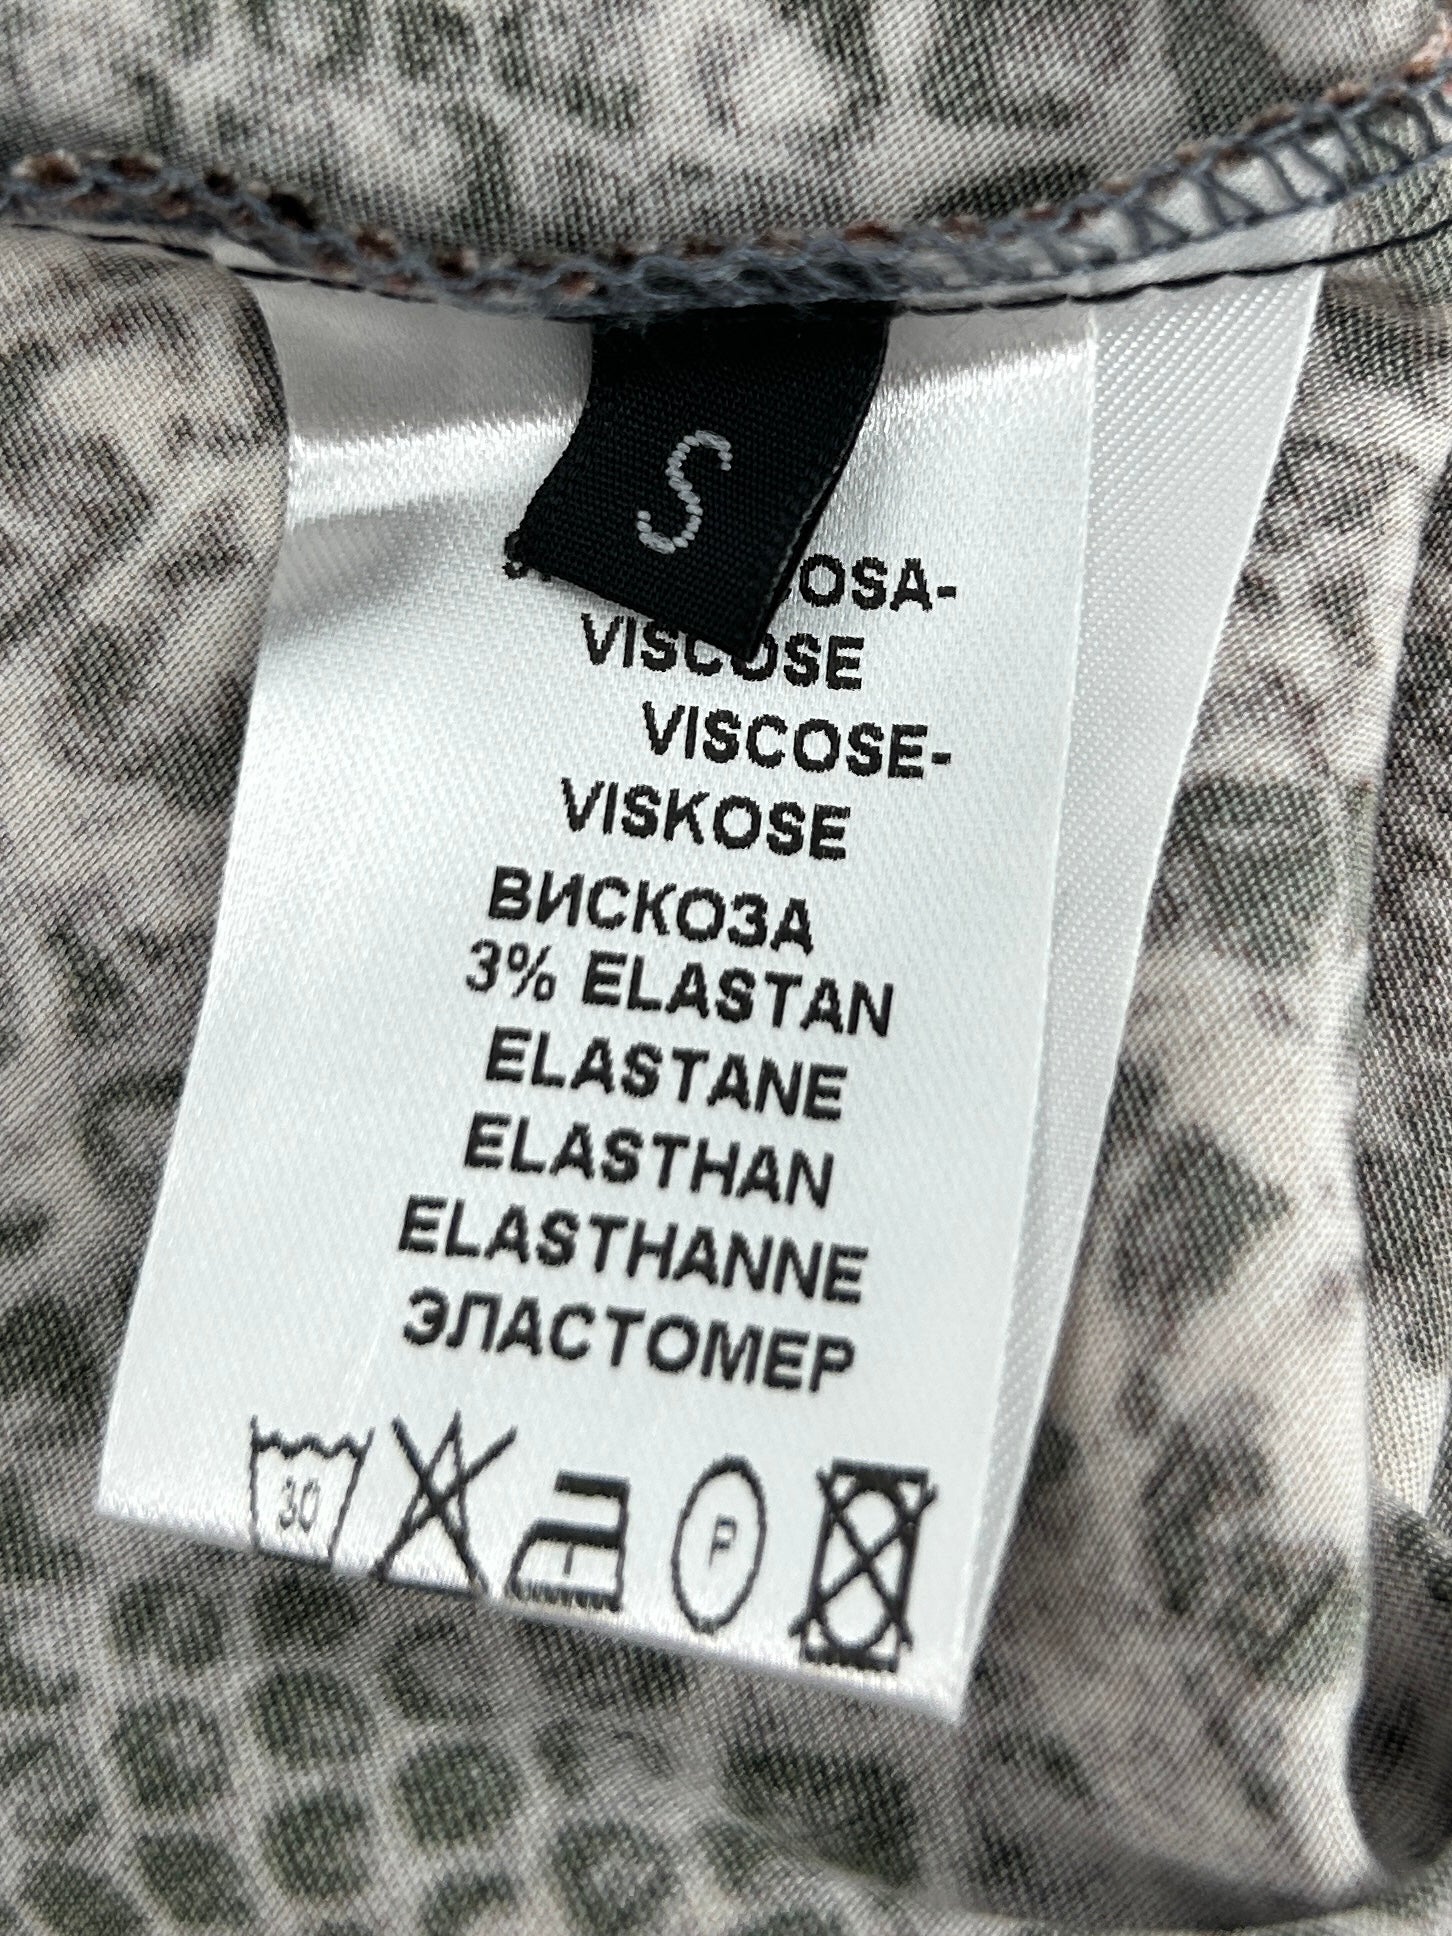 S
OSA-
VISCOSE
VISCOSE-
VISKOSE
ВИСКОЗА
3% ELASTAN
ELASTANE
ELASTHAN
ELASTHANNE
ЭЛАСТОМЕР
30
P